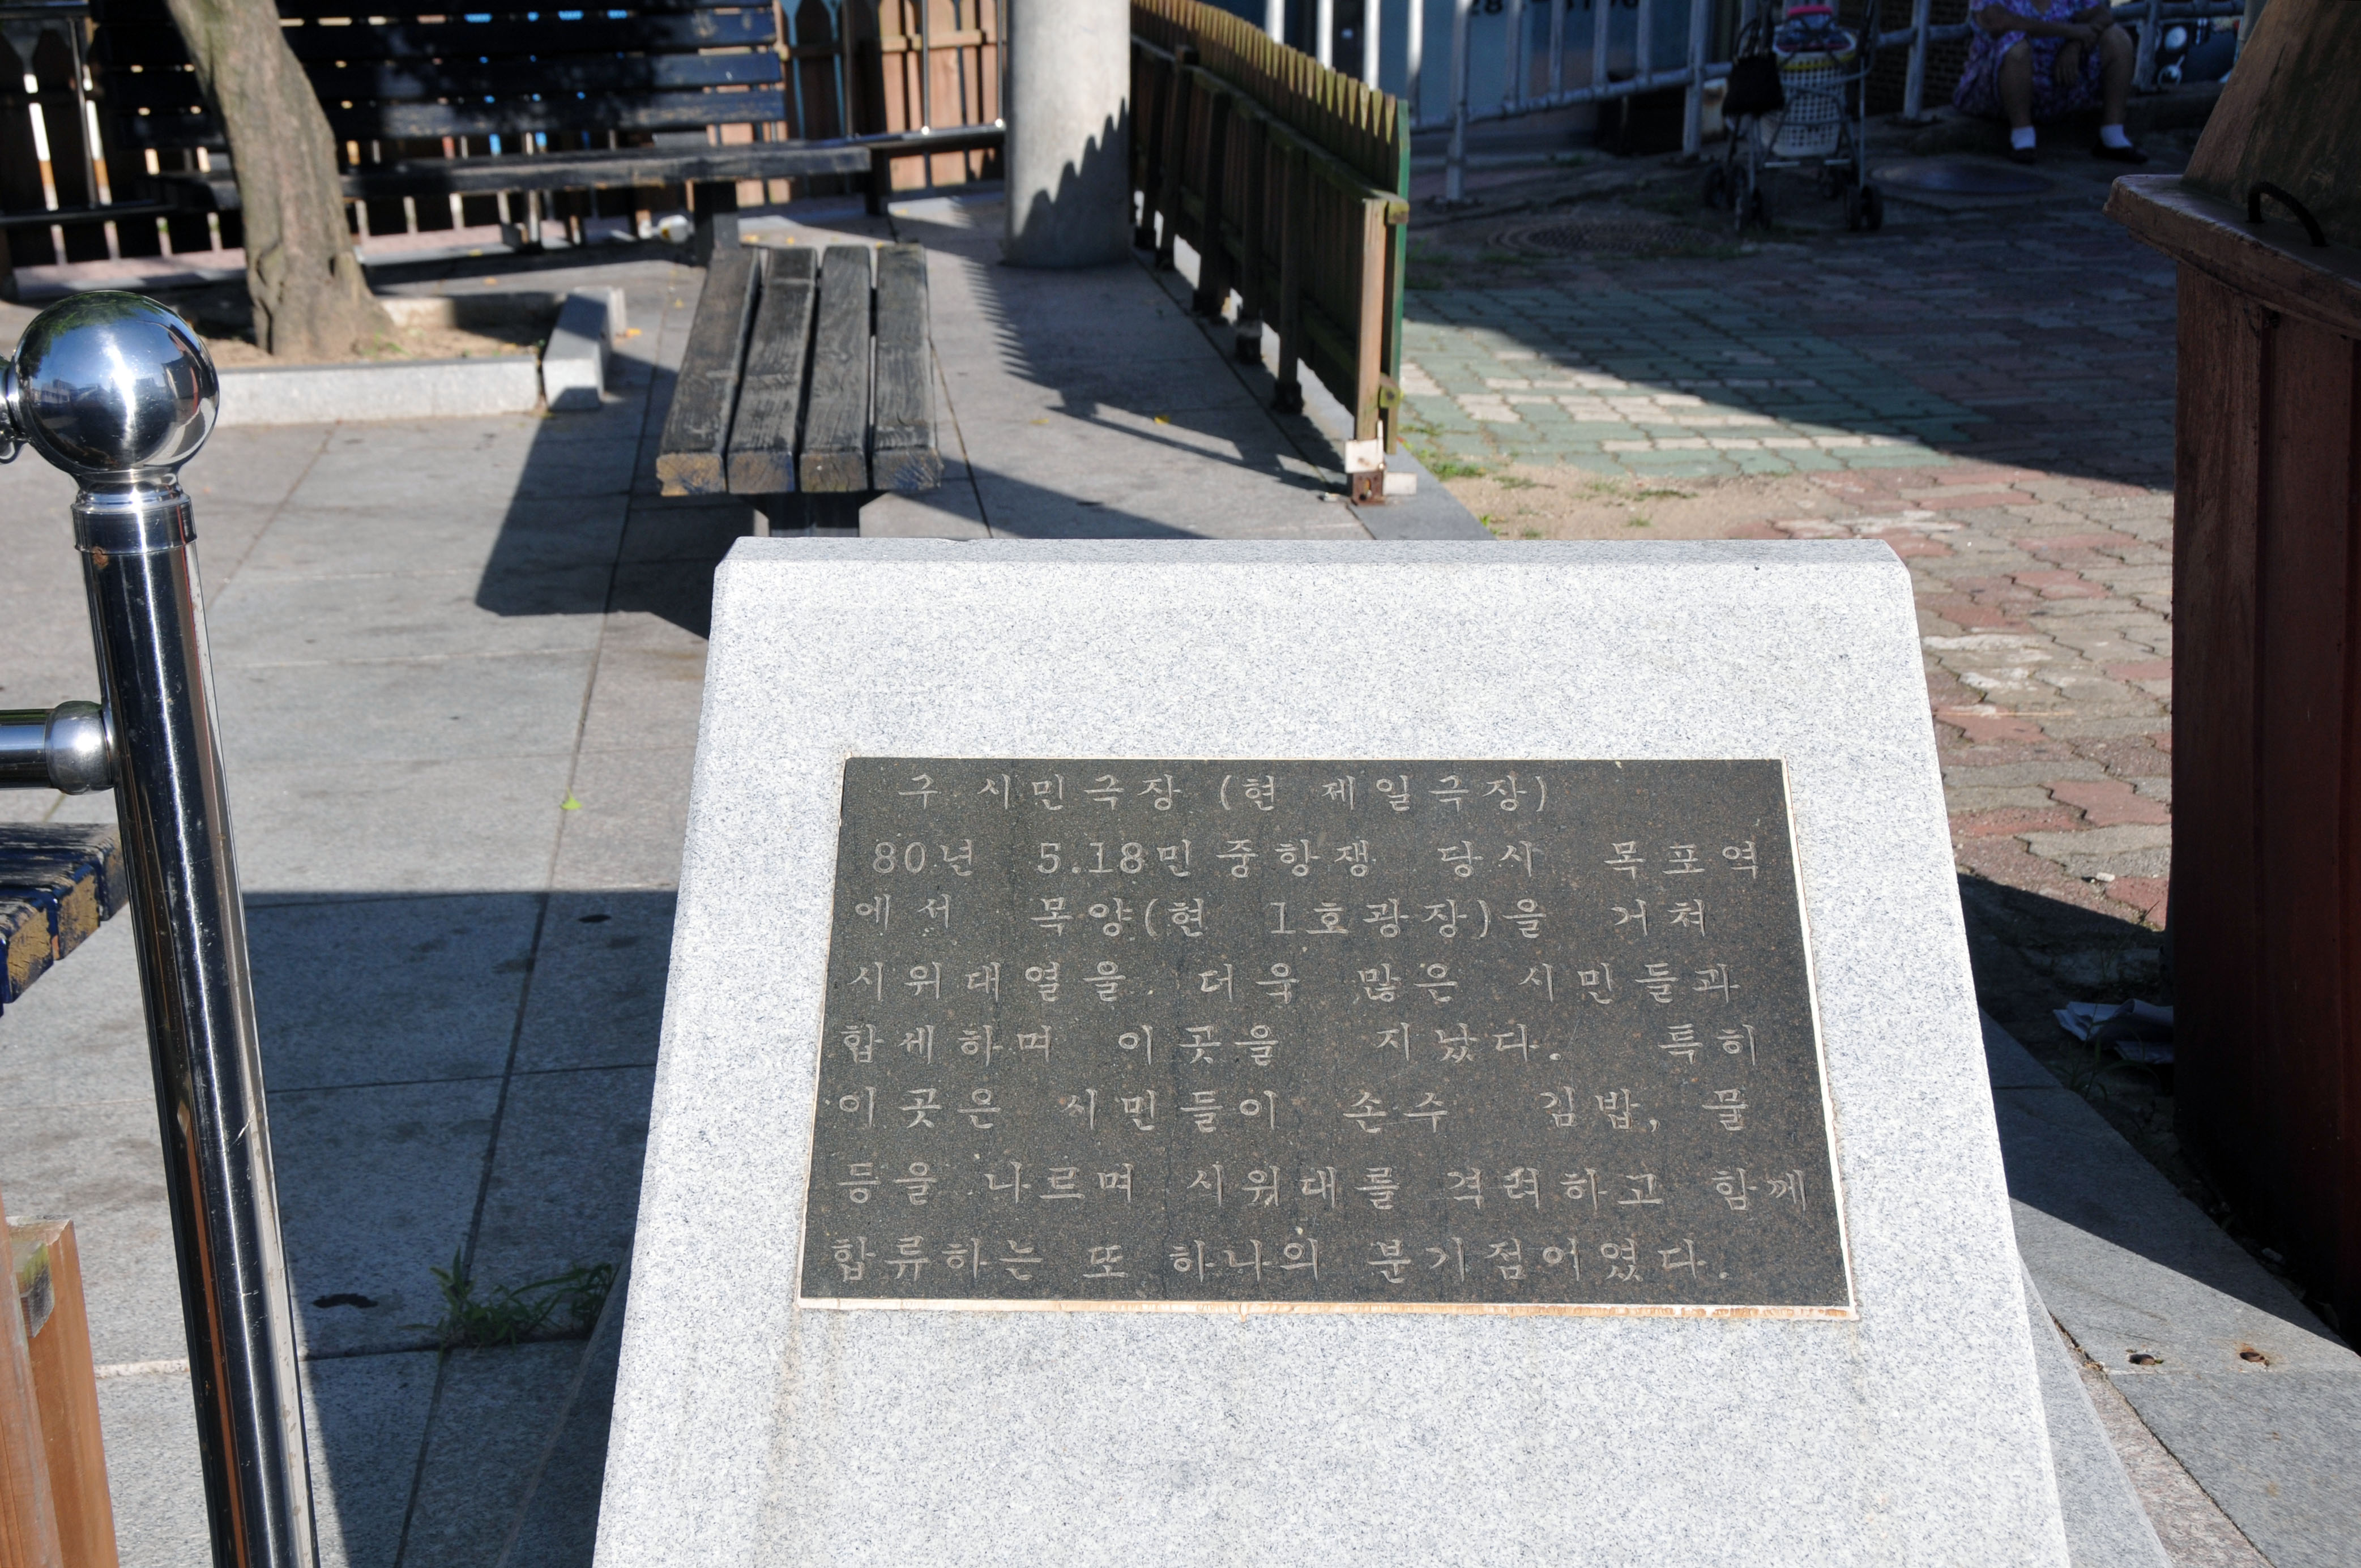 구 시민극장 (현 제일극장)
80년 5.18민중항쟁 당시 목포역
에서 목양(현 1호광장)을 거쳐
시위대열을 더욱 많은 시민들과
합세하며 이곳을 지났다. 특히
이곳은 시민들이 손수 김밥, 물
등을 나르며 시위대를 격려하고 함께
합류하는 또 하나의 분기점이였다.